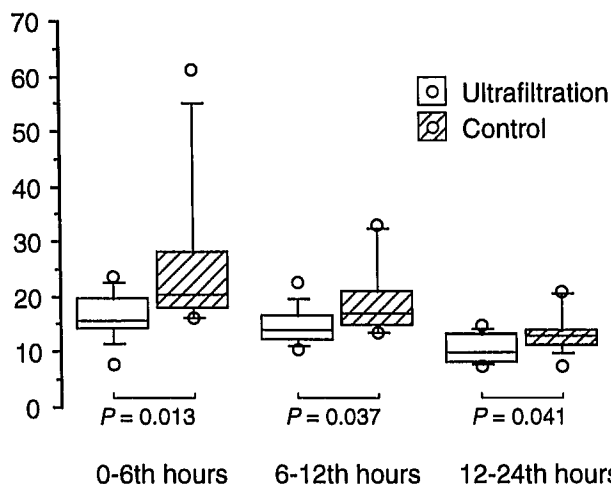 70
60
50
40
30
20
10
0
Ultrafiltration
Control
P = 0.013
P = 0.037
P = 0.041
0-6th hours
6-12th hours
12-24th hours